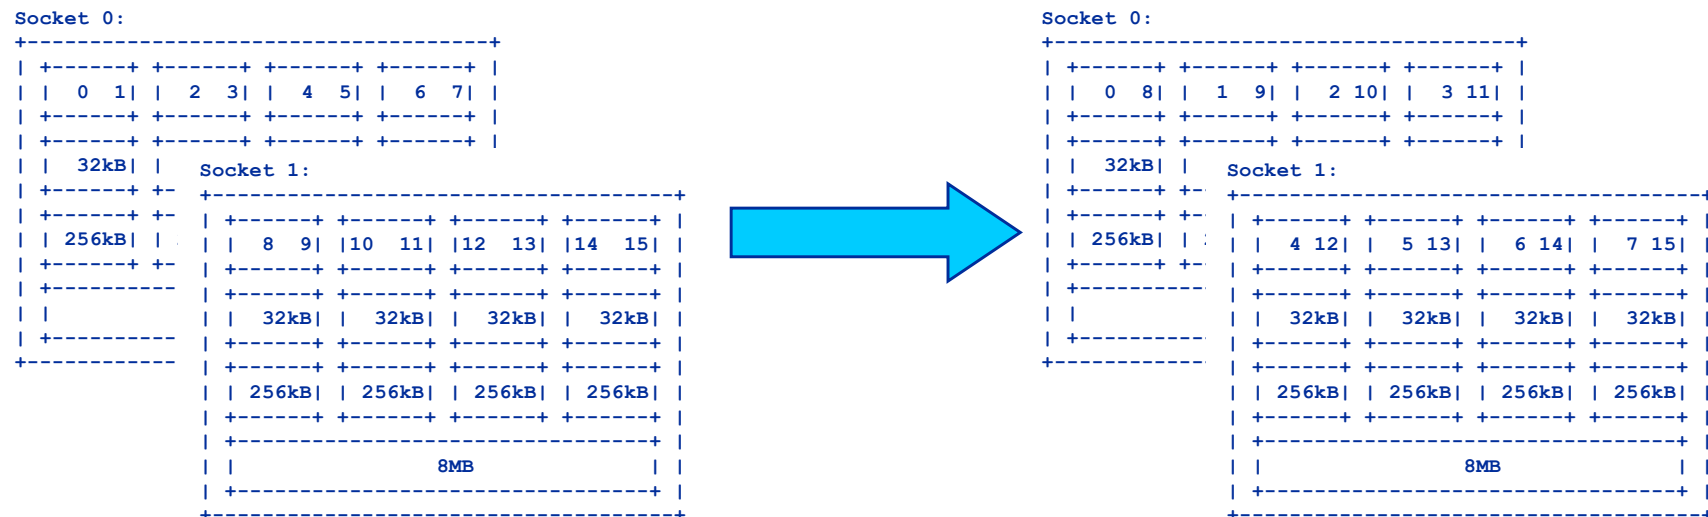 Socket 0:
+-------------------------------------+
| +------+ +------+ +------+ +------+ |
| |  0  1| |  2  3| |  4  5| |  6  7| |
| +------+ +------+ +------+ +------+ |
| +------+ +------+ +------+ +------+ |
| |  32kB| |
| +------+ +-
| +------+ +-
| | 256kB| |
| +------+ +-
| +-----------
| |
| +-----------
+-------------
Socket 1:
+-------------------------------------+
| +------+ +------+ +------+ +------+ |
| |  8  9| |10  11| |12  13| |14  15| |
| +------+ +------+ +------+ +------+ |
| +------+ +------+ +------+ +------+ |
| |  32kB| |  32kB| |  32kB| |  32kB| |
| +------+ +------+ +------+ +------+ |
| +------+ +------+ +------+ +------+ |
| | 256kB| | 256kB| | 256kB| | 256kB| |
| +------+ +------+ +------+ +------+ |
| +---------------------------------+ |
| |                8MB              | |
| +---------------------------------+ |
+-------------------------------------+
Socket 0:
+-------------------------------------+
| +------+ +------+ +------+ +------+ |
| |  0  8| |  1  9| |  2 10| |  3 11| |
| +------+ +------+ +------+ +------+ |
| +------+ +------+ +------+ +------+ |
| |  32kB| |
| +------+ +-
| +------+ +-
| | 256kB| |
| +------+ +-
| +-----------
| |
| +-----------
+-------------
Socket 1:
+-------------------------------------+
| +------+ +------+ +------+ +------+ |
| |  4 12| |  5 13| |  6 14| |  7 15| |
| +------+ +------+ +------+ +------+ |
| +------+ +------+ +------+ +------+ |
| |  32kB| |  32kB| |  32kB| |  32kB| |
| +------+ +------+ +------+ +------+ |
| +------+ +------+ +------+ +------+ |
| | 256kB| | 256kB| | 256kB| | 256kB| |
| +------+ +------+ +------+ +------+ |
| +---------------------------------+ |
| |                8MB              | |
| +---------------------------------+ |
+-------------------------------------+